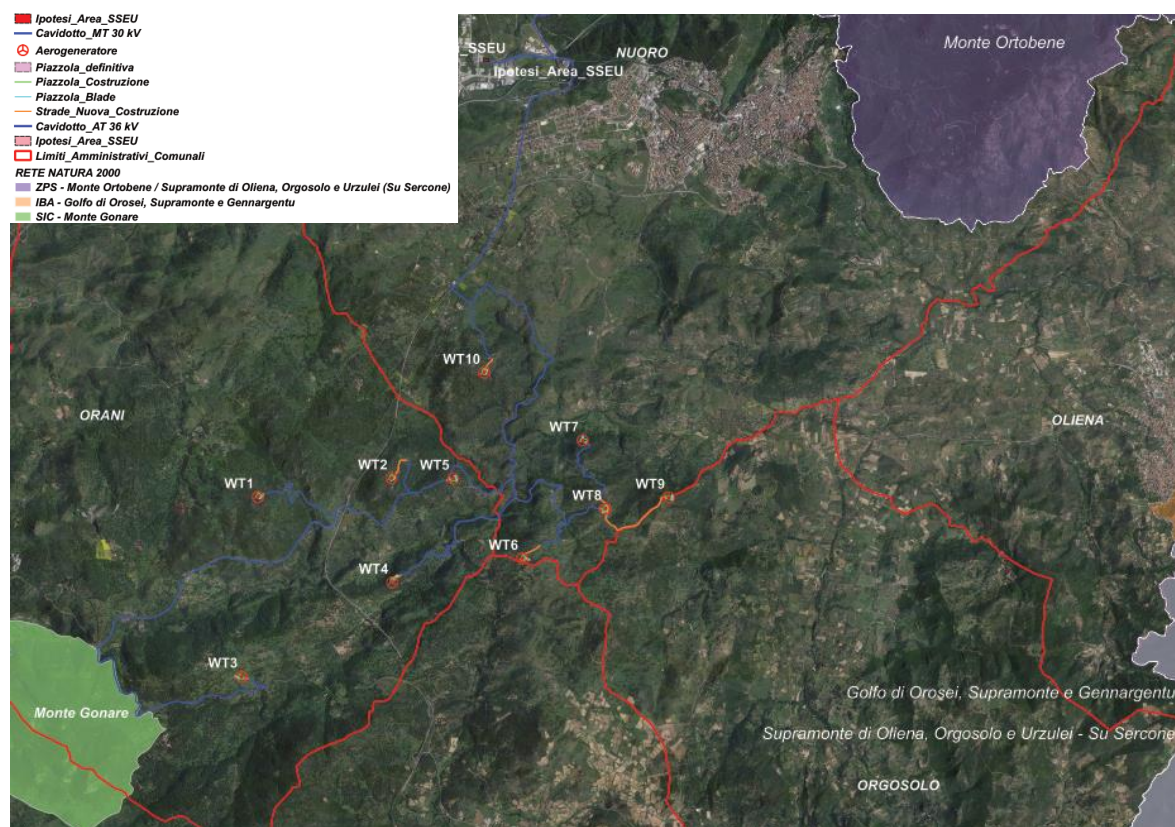 Ipotesi_Area_SSEU
Cavidotto_MT 30 kV
Aerogeneratore
Piazzola_definitiva
Piazzola_Costruzione
Piazzola_Blade
Strade_Nuova_Costruzione
Cavidotto_AT 36 kV
Ipotesi_Area_SSEU
Limiti_Amministrativi_Comunali
RETE NATURA 2000
ZPS - Monte Ortobene / Supramonte di Oliena, Orgosolo e Urzulei (Su Sercone)
IBA - Golfo di Orosei, Supramonte e Gennargentu
SIC - Monte Gonare
_SSEU
NUORO
Monte Ortobene
Ipotesi_Area_SSEU
WT10
ORANI
OLIENA
WT7
WT2
WT5
WT1
WT8
WT9
WT6
WT4
WT3
Monte Gonare
Golfo di Orosei, Supramonte e Gennargentu
Supramonte di Oliena, Orgosolo e Urzulei - Su Sercone
ORGOSOLO